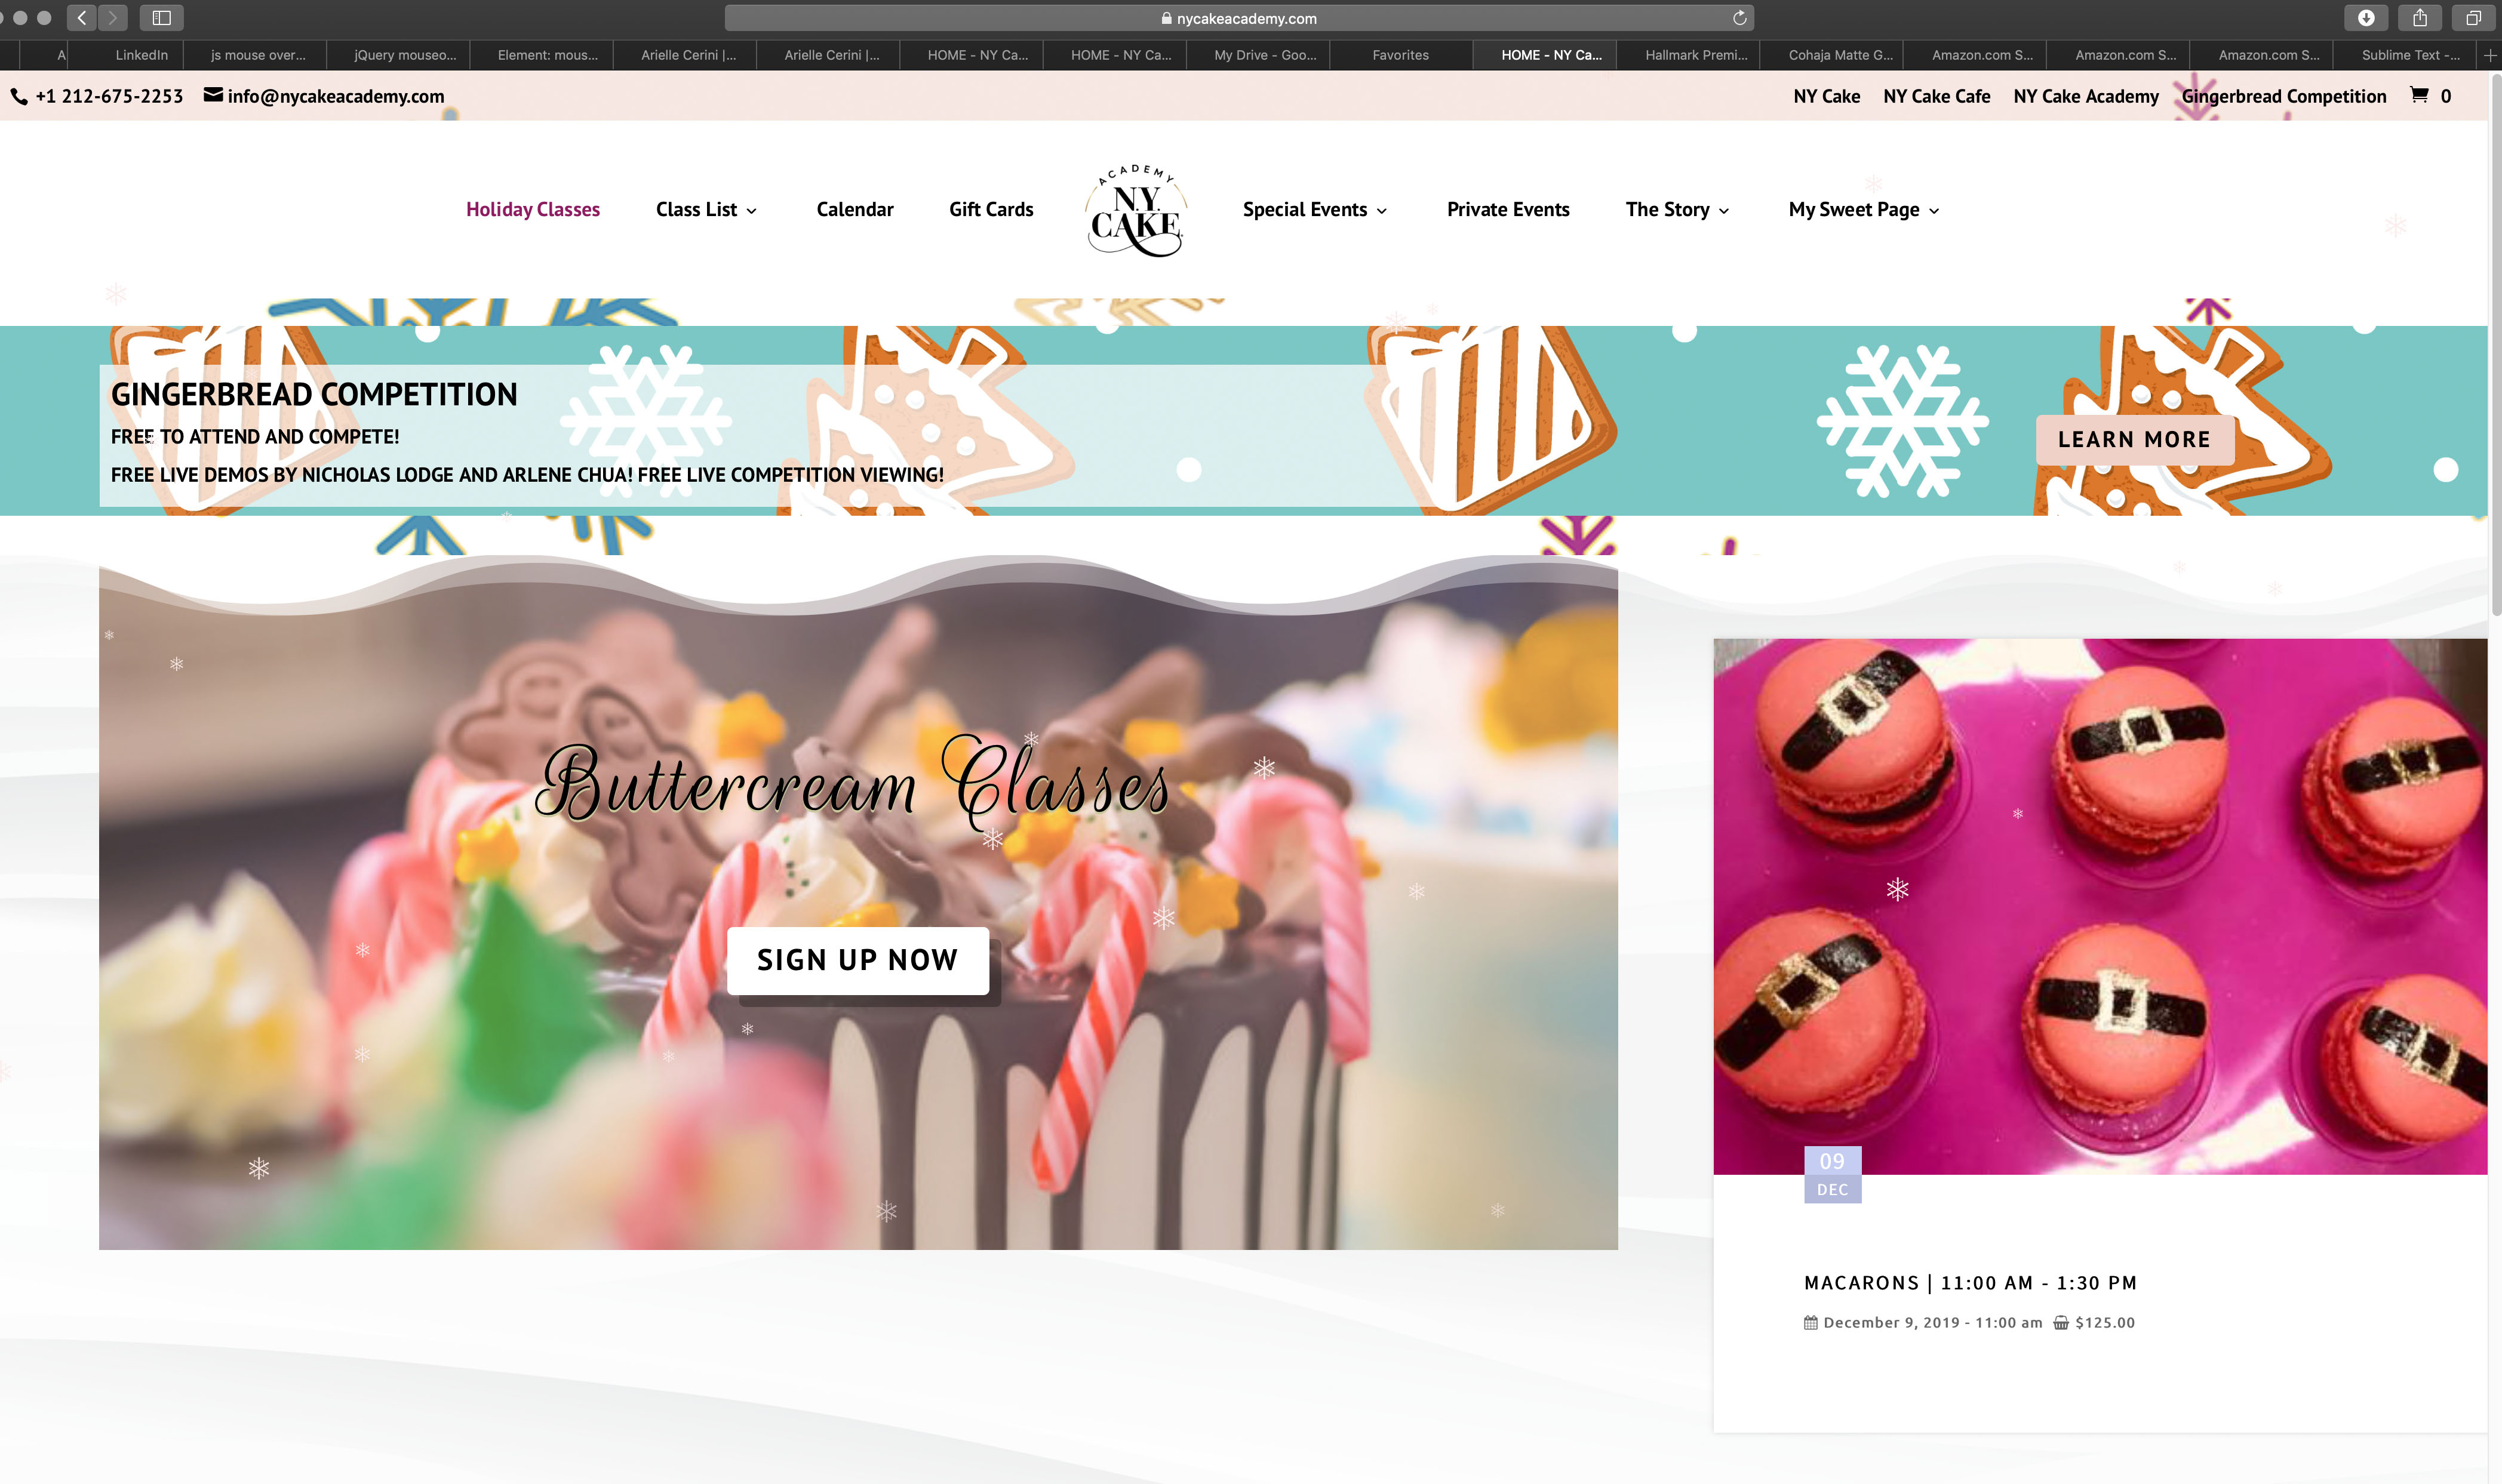 nycakeacademy.com
A
LinkedIn
js mouse over...
jQuery mouseo...
Element: mous...
Arielle Cerini |...
Arielle Cerini |...
HOME - NY Ca...
HOME - NY Ca...
My Drive - Goo...
Favorites
HOME - NY Ca...
Hallmark Premi...
Cohaja Matte G...
Amazon.com S...
Amazon.com S...
Amazon.com S...
Sublime Text -...
+1 212-675-2253
info@nycakeacademy.com
NY Cake
NY Cake Cafe
NY Cake Academy
Gingerbread Competition
0
Holiday Classes
Class List
Calendar
Gift Cards
ACADEMY
N.Y.
CAKE
Special Events
Private Events
The Story
My Sweet Page
GINGERBREAD COMPETITION
FREE TO ATTEND AND COMPETE!
FREE LIVE DEMOS BY NICHOLAS LODGE AND ARLENE CHUA! FREE LIVE COMPETITION VIEWING!
LEARN MORE
Buttercream Classes
SIGN UP NOW
09
DEC
MACARONS | 11:00 AM - 1:30 PM
December 9, 2019 - 11:00 am $125.00